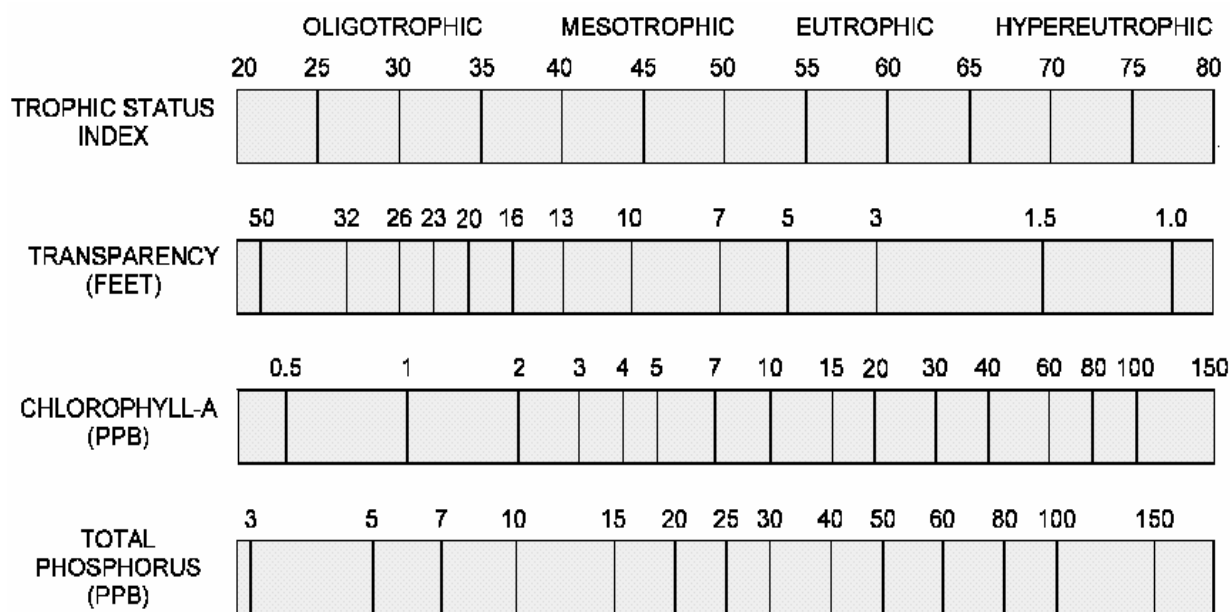 OLIGOTROPHIC MESOTROPHIC EUTROPHIC HYPEREUTROPHIC
20 25 30 35 40 45 50 55 60 65 70 75 80
TROPHIC STATUS
INDEX
50 32 26 23 20 16 13 10 7 5 3 1.5 1.0
TRANSPARENCY
(FEET)
0.5 1 2 3 4 5 7 10 15 20 30 40 60 80 100 150
CHLOROPHYLL-A
(PPB)
3 5 7 10 15 20 25 30 40 50 60 80 100 150
TOTAL
PHOSPHORUS
(PPB)